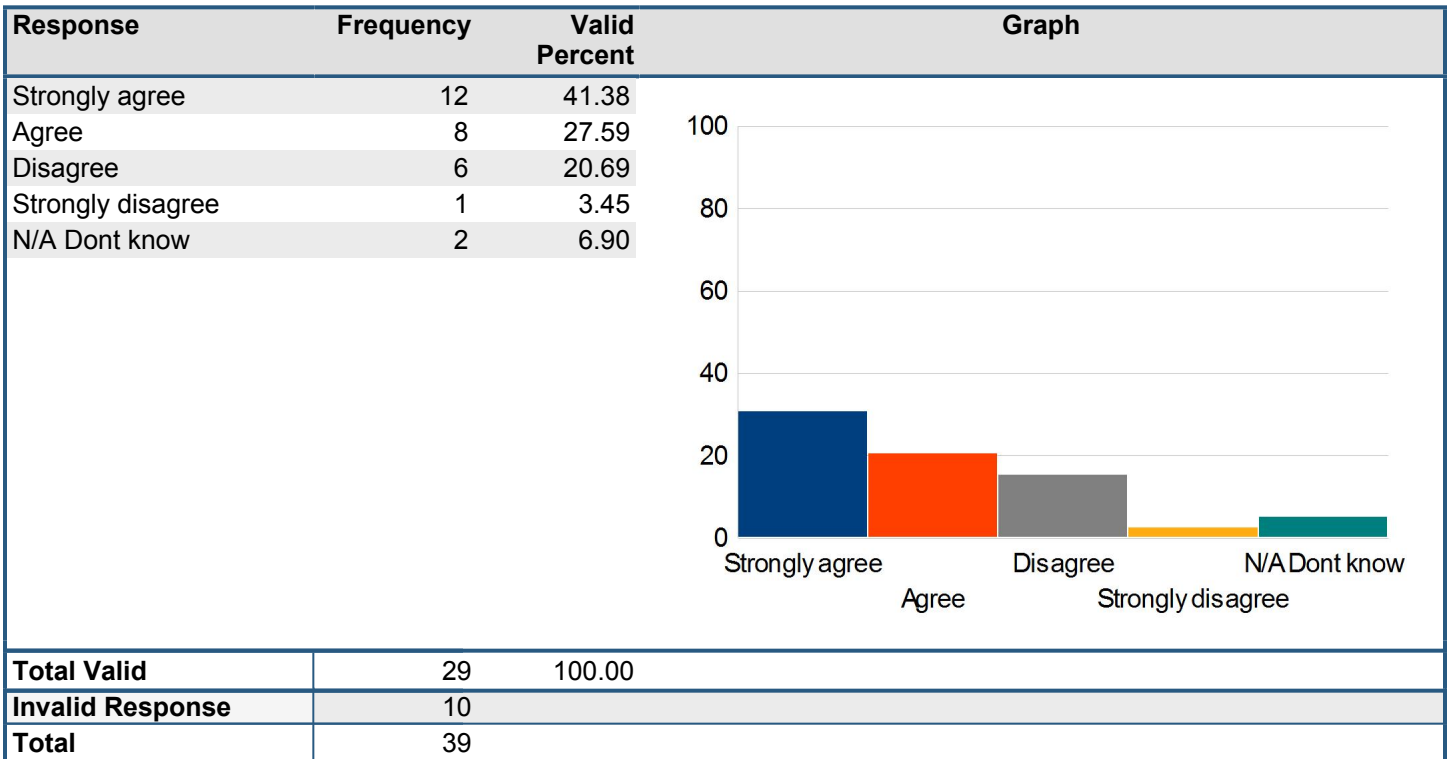 Response Frequency Valid Percent Graph
Strongly agree 12 41.38
Agree 8 27.59
Disagree 6 20.69
Strongly disagree 1 3.45
N/A Dont know 2 6.90
100
80
60
40
20
0
Strongly agree Disagree N/A Dont know
Agree Strongly disagree
Total Valid 29 100.00
Invalid Response 10
Total 39